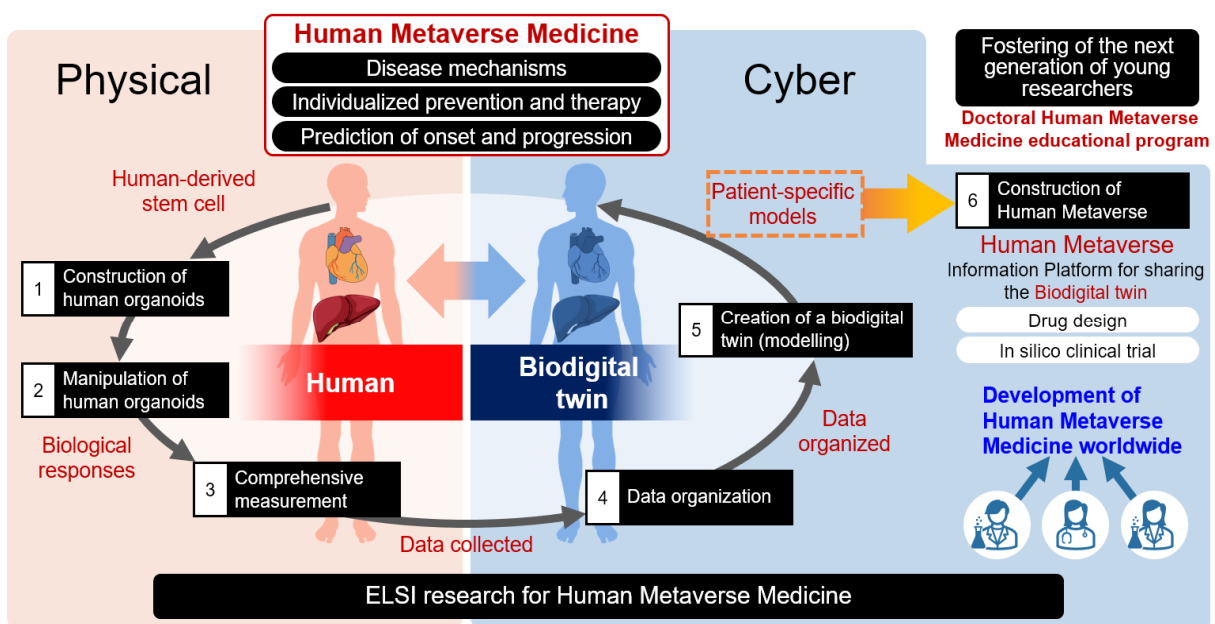 Human Metaverse Medicine
Disease mechanisms
Individualized prevention and therapy
Prediction of onset and progression
Physical
Cyber
Fostering of the next
generation of young
researchers
Doctoral Human Metaverse
Medicine educational program
Human-derived
stem cell
1
Construction of
human organoids
2
Manipulation of
human organoids
Biological
responses
3
Comprehensive
measurement
Data collected
4
Data organization
Data
organized
5
Creation of a biodigital
twin (modelling)
Human
Biodigital
twin
Patient-specific
models
6
Construction of
Human Metaverse
Human Metaverse
Information Platform for sharing
the Biodigital twin
Drug design
In silico clinical trial
Development of
Human Metaverse
Medicine worldwide
ELSI research for Human Metaverse Medicine